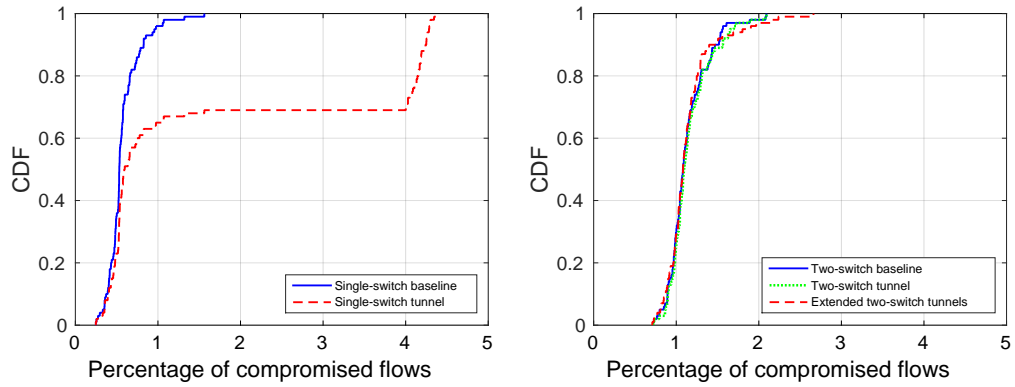 1
0.8
0.6
0.4
0.2
0
CDF
0 1 2 3 4 5
Percentage of compromised flows
Single-switch baseline
Single-switch tunnel
1
0.8
0.6
0.4
0.2
0
CDF
0 1 2 3 4 5
Percentage of compromised flows
Two-switch baseline
Two-switch tunnel
Extended two-switch tunnels